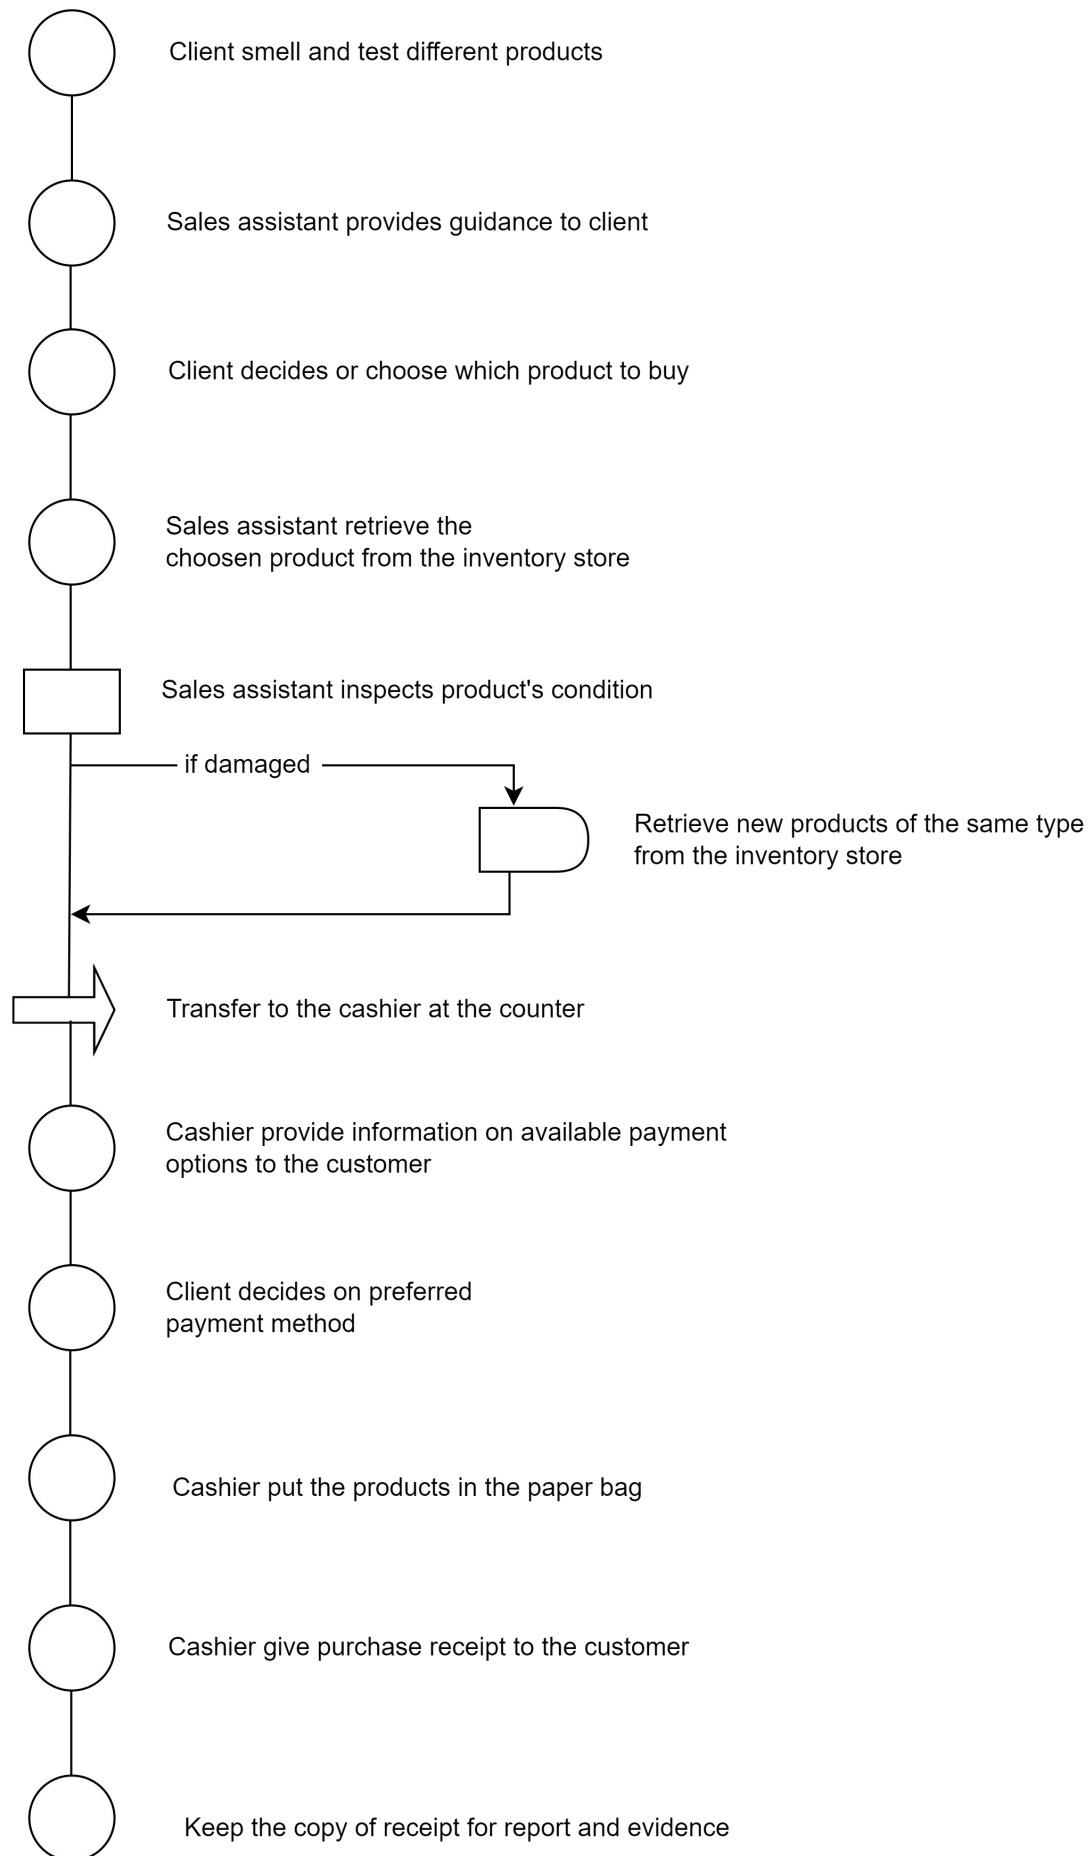 Client smell and test different products
Sales assistant provides guidance to client
Client decides or choose which product to buy
Sales assistant retrieve the
choosen product from the inventory store
Sales assistant inspects product's condition
if damaged
Retrieve new products of the same type
from the inventory store
Transfer to the cashier at the counter
Cashier provide information on available payment
options to the customer
Client decides on preferred
payment method
Cashier put the products in the paper bag
Cashier give purchase receipt to the customer
Keep the copy of receipt for report and evidence